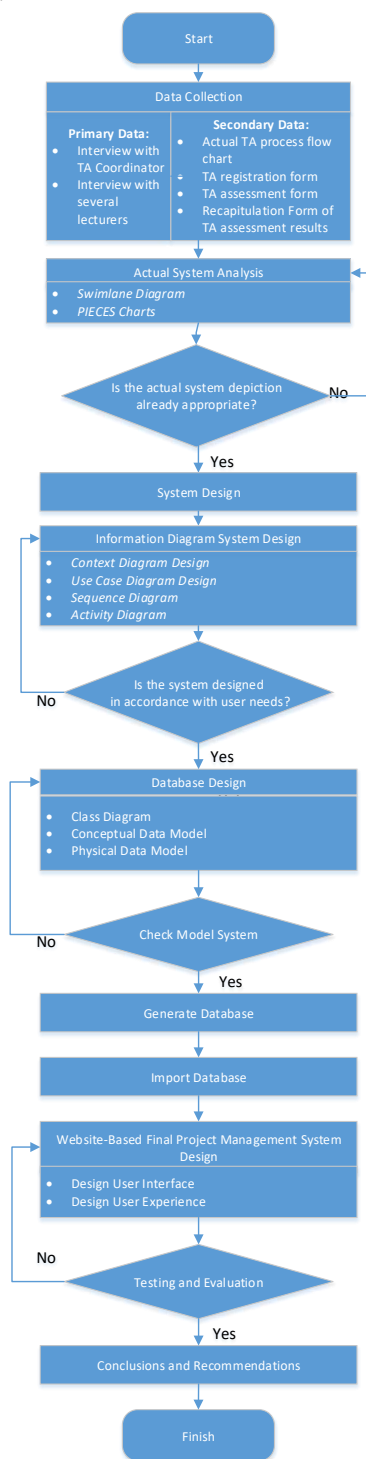 Start
Data Collection
Primary Data:
• Interview with
TA Coordinator
• Interview with
several
lecturers
Secondary Data:
• Actual TA process flow
chart
• TA registration form
• TA assessment form
• Recapitulation Form of
TA assessment results
Actual System Analysis
• Swimlane Diagram
• PIECES Charts
Is the actual system depiction
already appropriate?
No
Yes
System Design
Information Diagram System Design
• Context Diagram Design
• Use Case Diagram Design
• Sequence Diagram
• Activity Diagram
Is the system designed
in accordance with user needs?
No
Yes
Database Design
• Class Diagram
• Conceptual Data Model
• Physical Data Model
Check Model System
No
Yes
Generate Database
Import Database
Website-Based Final Project Management System
Design
• Design User Interface
• Design User Experience
No
Testing and Evaluation
Yes
Conclusions and Recommendations
Finish